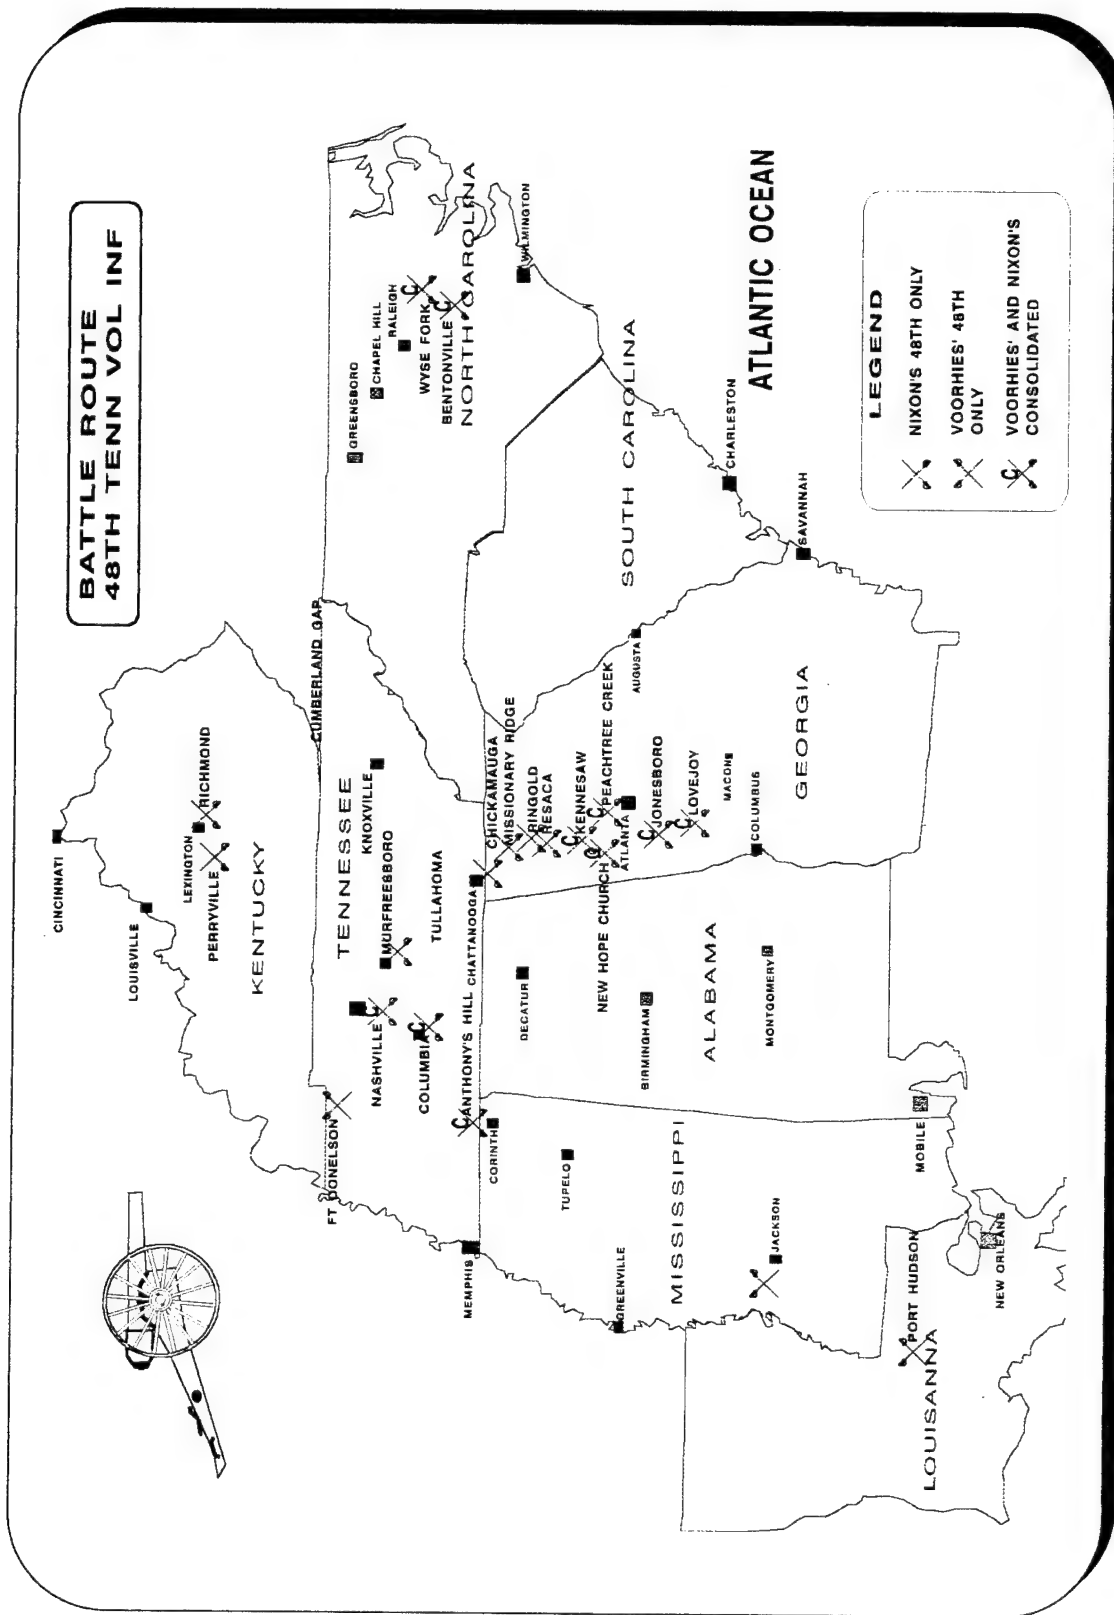 BATTLE ROUTE
48TH TENN VOL INF
CINCINNATI
LOUISVILLE
LEXINGTON
RICHMOND
PERRYVILLE
KENTUCKY
CUMBERLAND GAP
TENNESSEE
KNOXVILLE
FT DONELSON
NASHVILLE
MURFREESBORO
COLUMBIA
TULLAHOMA
ANTHONY'S HILL
CHATTANOOGA
MEMPHIS
CORINTH
GREENSBORO
CHAPEL HILL
RALEIGH
WYSE FORK
BENTONVILLE
NORTH CAROLINA
WILMINGTON
CHICKAMAUGA
MISSIONARY RIDGE
RINGOLD
RESACA
KENNESAW
NEW HOPE CHURCH
PEACHTREE CREEK
ATLANTA
AUGUSTA
JONESBORO
LOVEJOY
MACON
COLUMBUS
GEORGIA
SOUTH CAROLINA
CHARLESTON
SAVANNAH
ATLANTIC OCEAN
DECATUR
BIRMINGHAM
ALABAMA
MONTGOMERY
MOBILE
TUPELO
GREENVILLE
MISSISSIPPI
JACKSON
PORT HUDSON
LOUISANNA
NEW ORLEANS
LEGEND
NIXON'S 48TH ONLY
VOORHIES' 48TH
ONLY
C VOORHIES' AND NIXON'S
CONSOLIDATED